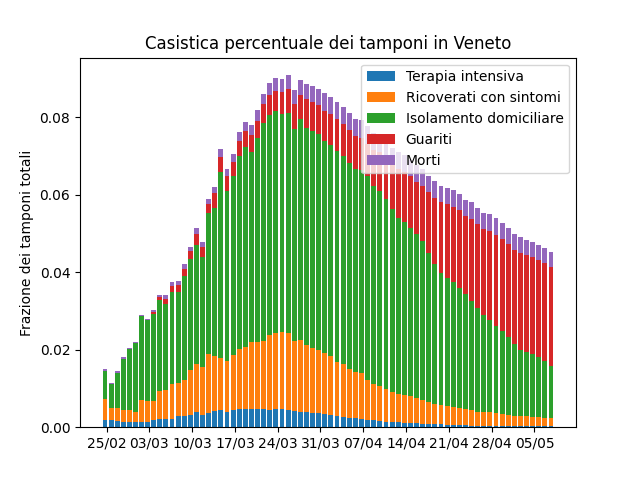 Casistica percentuale dei tamponi in Veneto
Terapia intensiva
Ricoverati con sintomi
Isolamento domiciliare
Guariti
Morti
Frazione dei tamponi totali
0.08
0.06
0.04
0.02
0.00
25/02 03/03 10/03 17/03 24/03 31/03 07/04 14/04 21/04 28/04 05/05